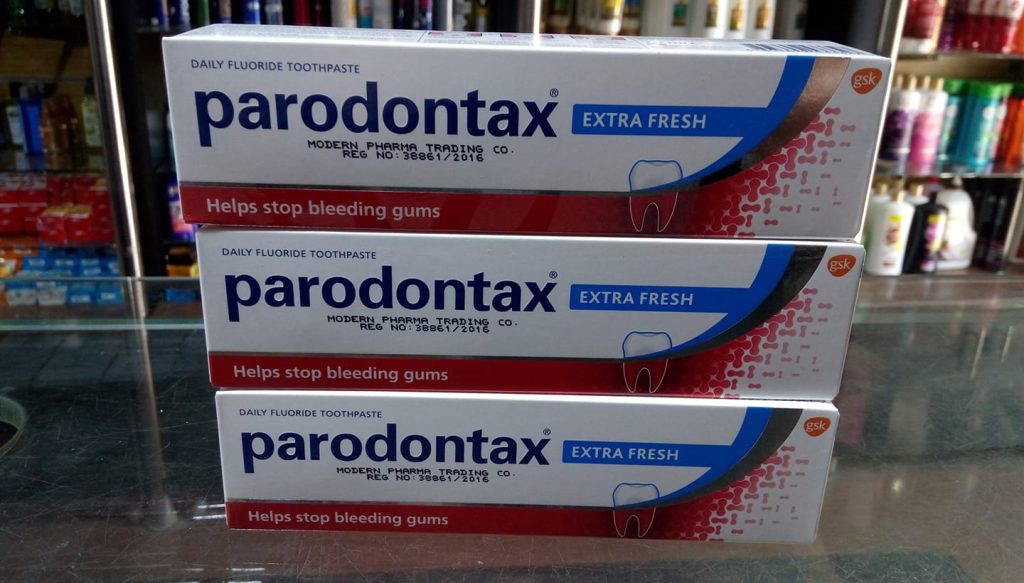 DAILY FLUORIDE TOOTHPASTE
parodontax®
EXTRA FRESH
gsk
MODERN PHARMA TRADING CO.
REG NO:38861/2016
Helps stop bleeding gums
DAILY FLUORIDE TOOTHPASTE
parodontax®
EXTRA FRESH
gsk
MODERN PHARMA TRADING CO.
REG NO:38861/2016
Helps stop bleeding gums
DAILY FLUORIDE TOOTHPASTE
parodontax®
EXTRA FRESH
gsk
MODERN PHARMA TRADING CO.
REG NO:38861/2016
Helps stop bleeding gums